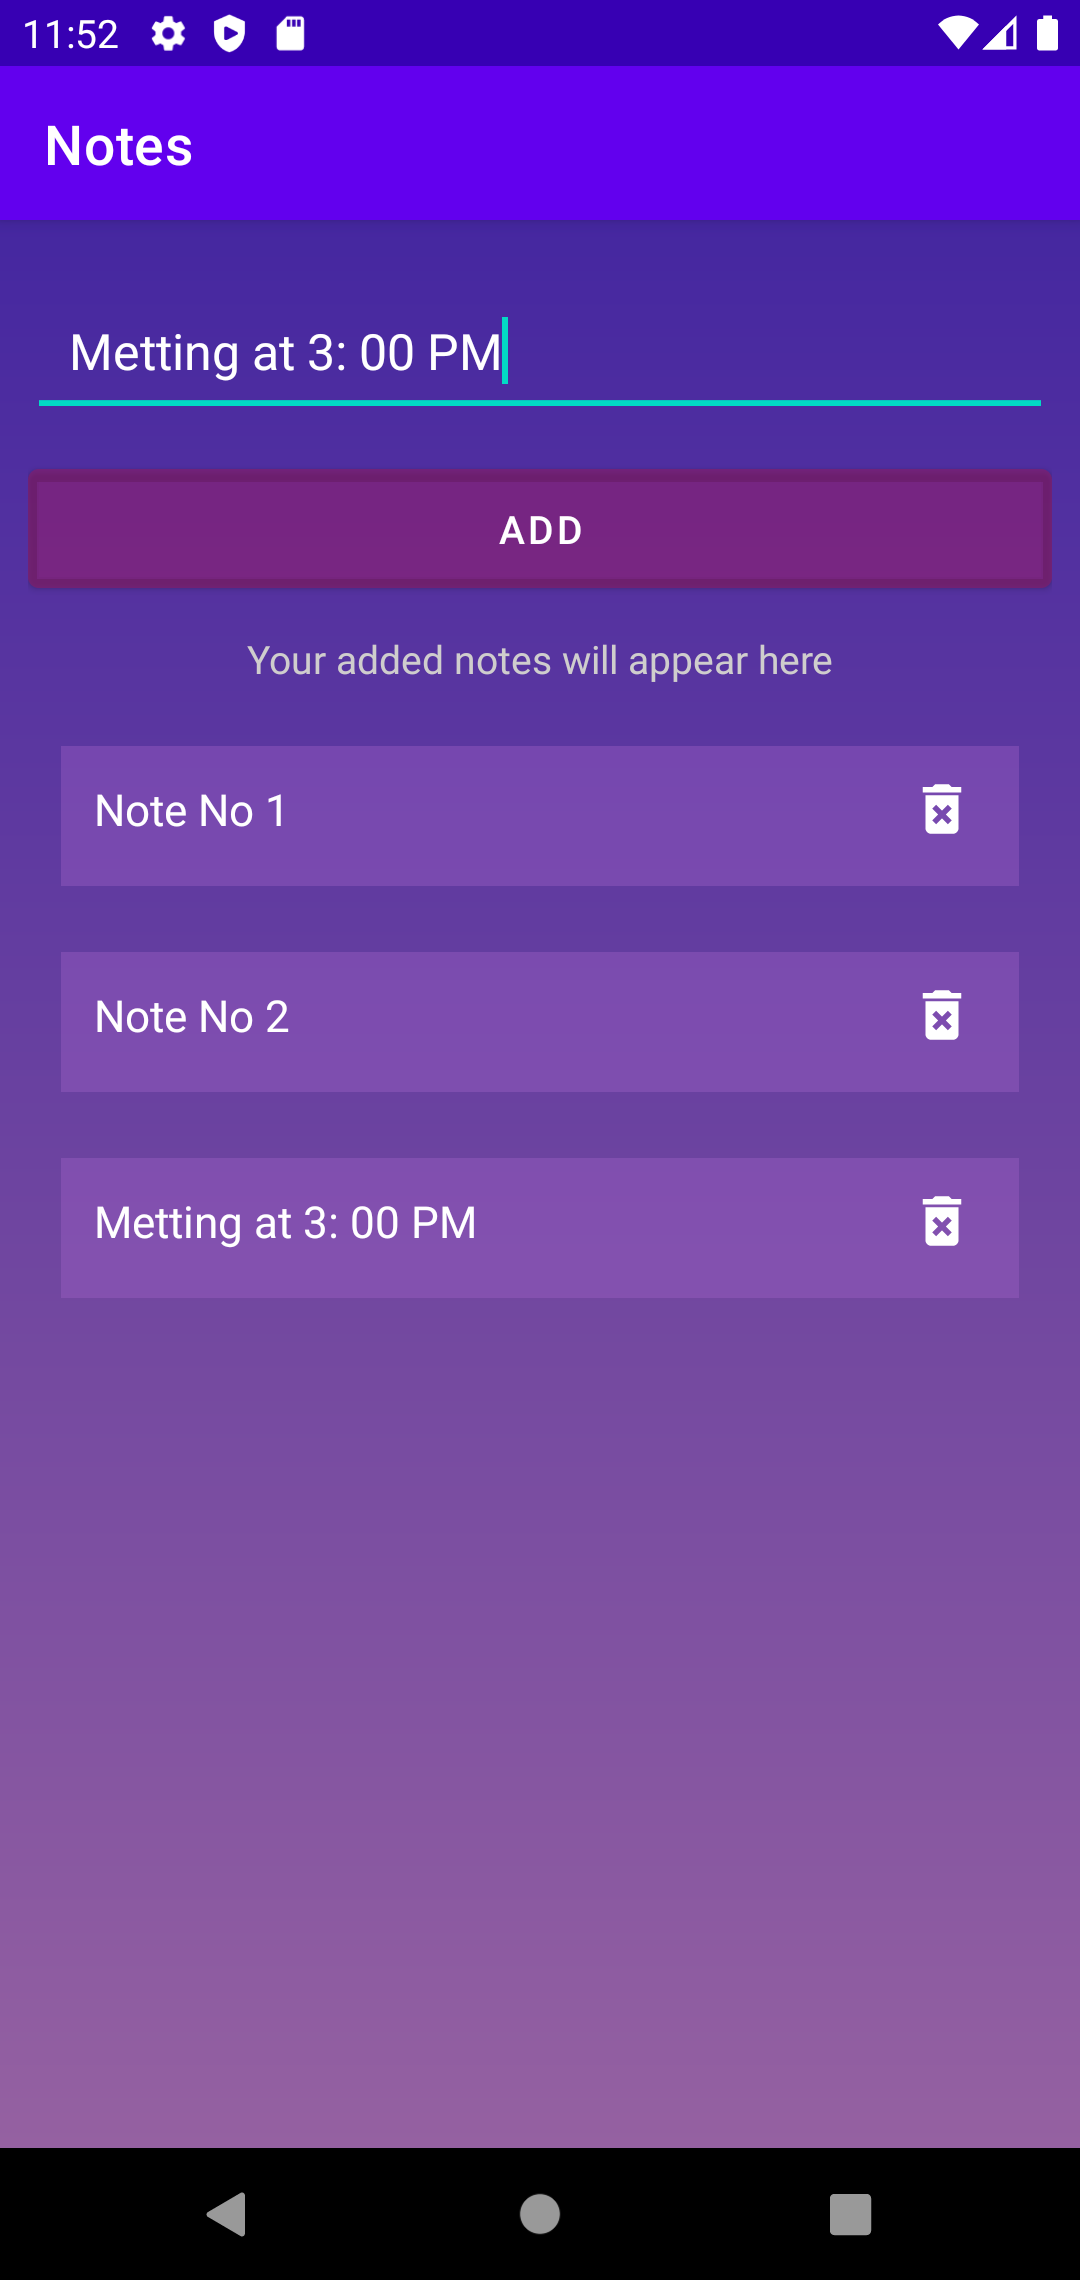 11:52
Notes
Metting at 3: 00 PM
ADD
Your added notes will appear here
Note No 1
Note No 2
Metting at 3: 00 PM